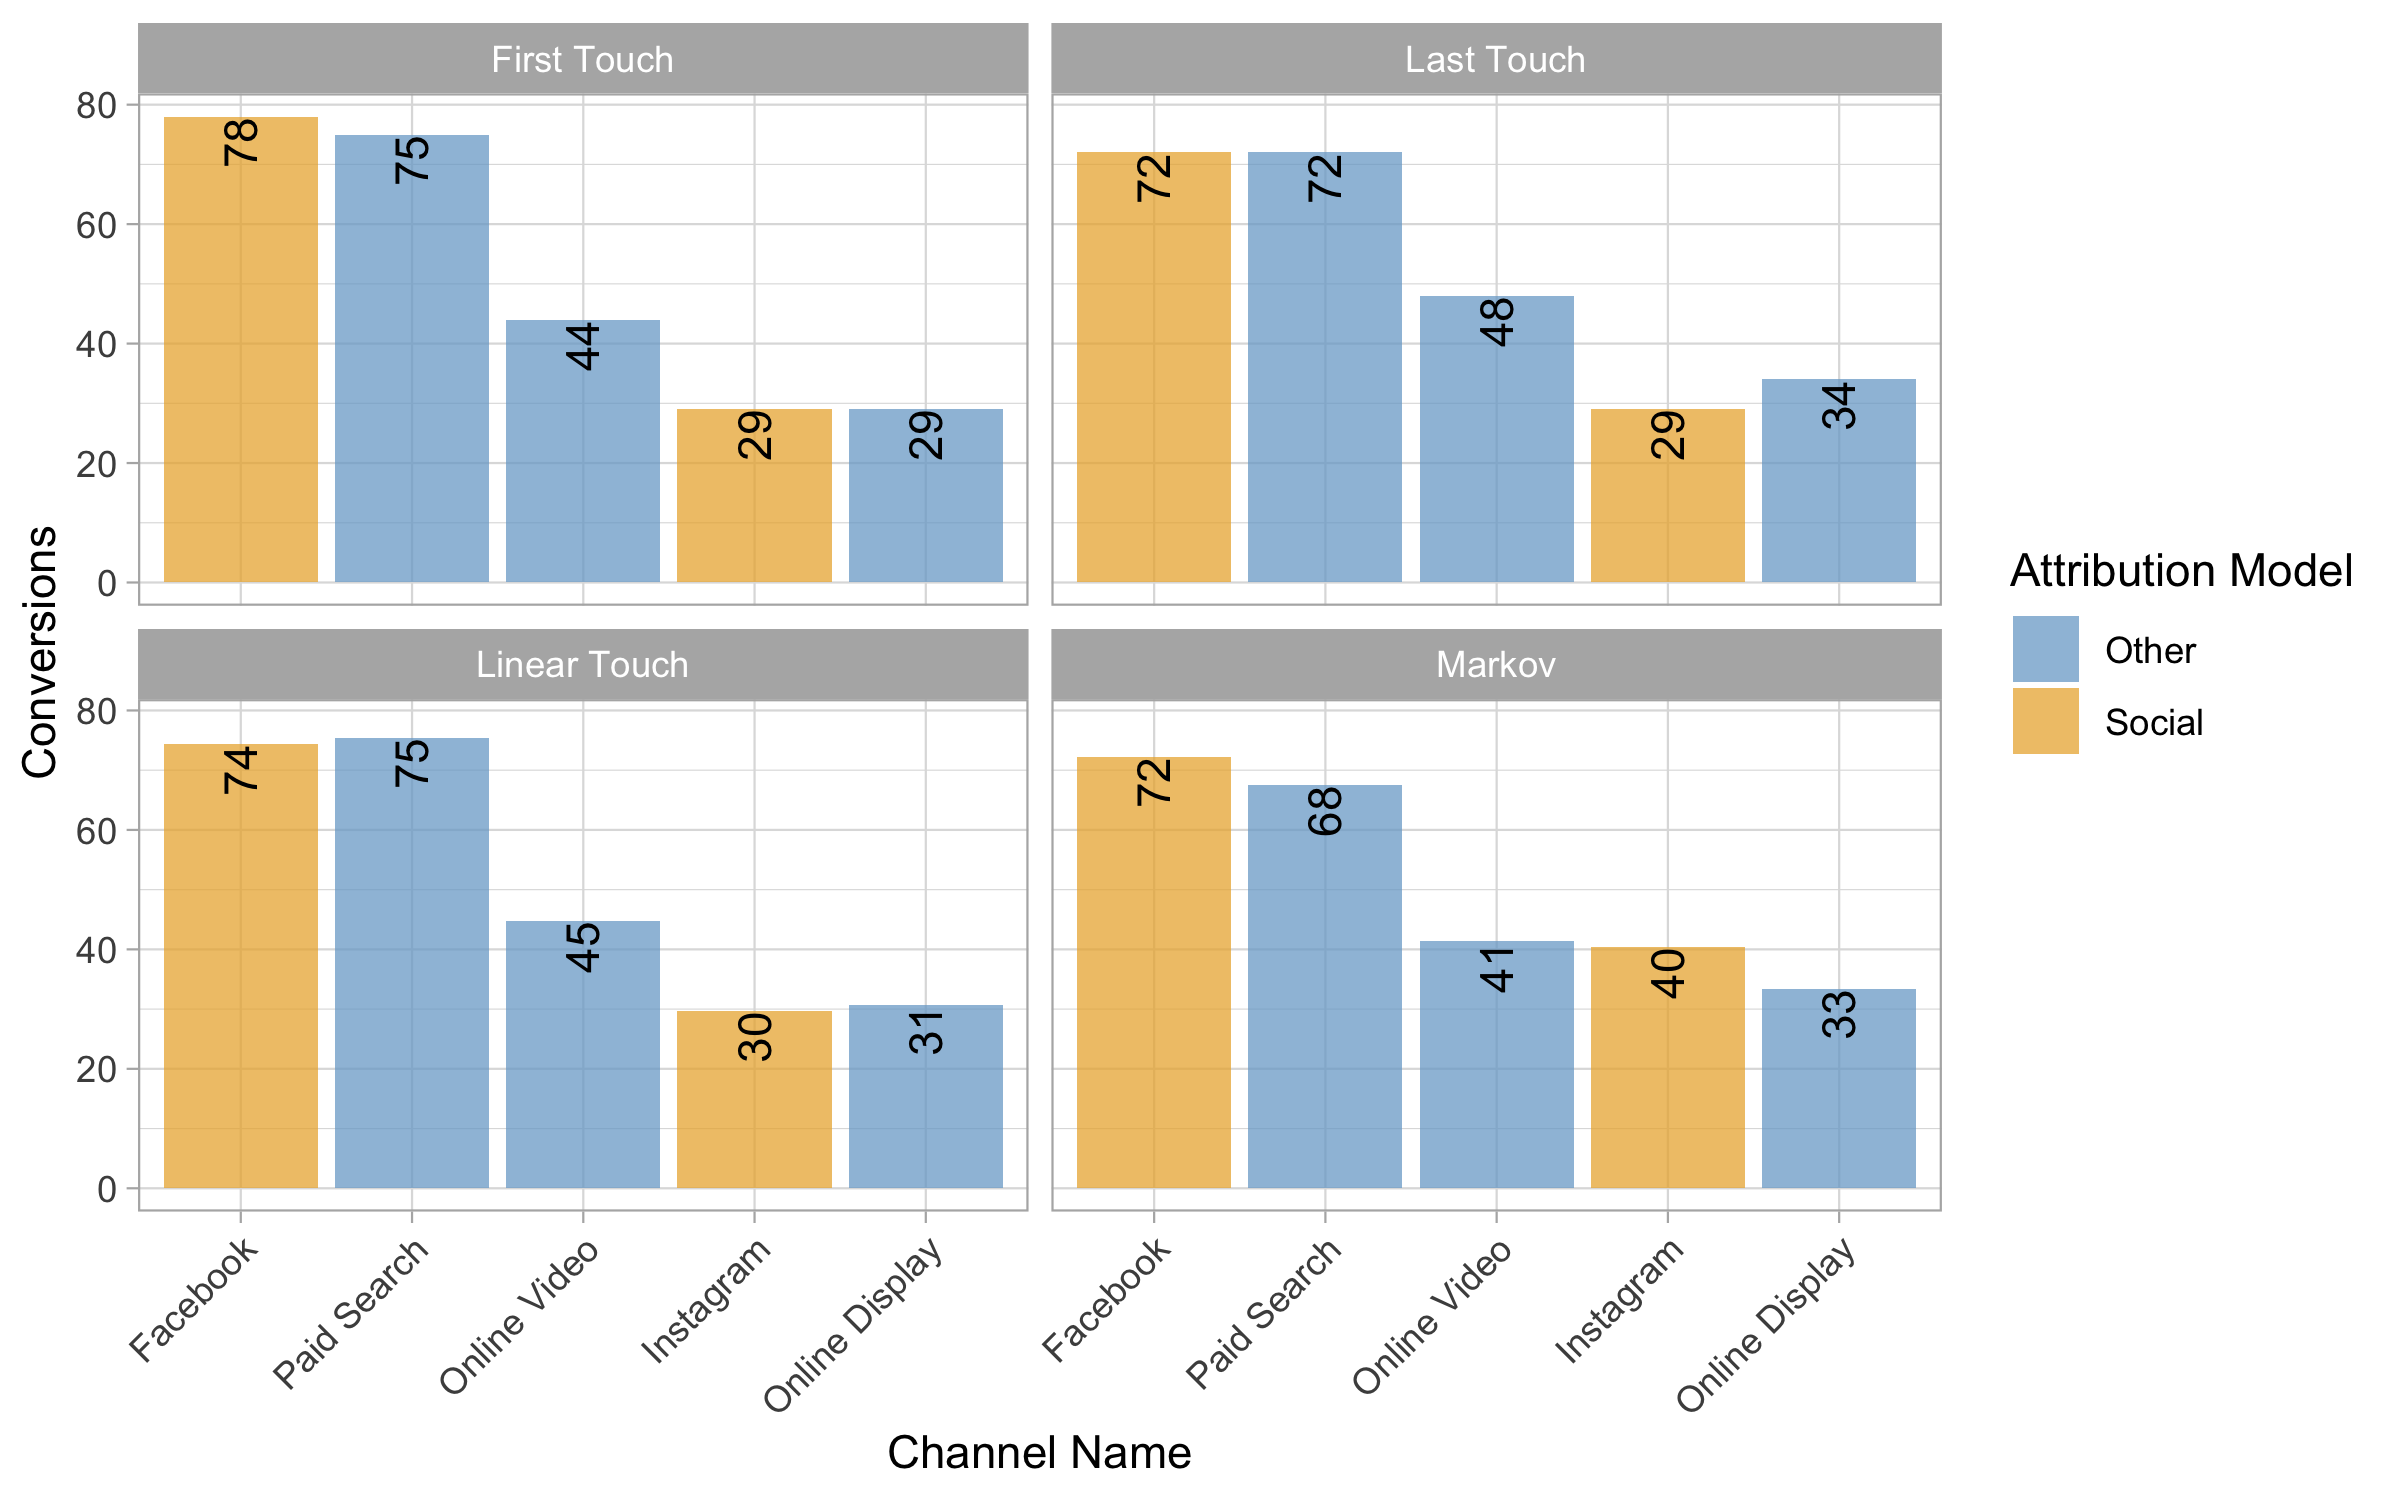 First Touch
Last Touch
80
60
40
20
0
78
75
44
29
29
72
72
48
29
34
Linear Touch
Markov
80
60
40
20
0
74
75
45
30
31
72
68
41
40
33
Facebook
Paid Search
Online Video
Instagram
Online Display
Facebook
Paid Search
Online Video
Instagram
Online Display
Channel Name
Conversions
Attribution Model
Other
Social